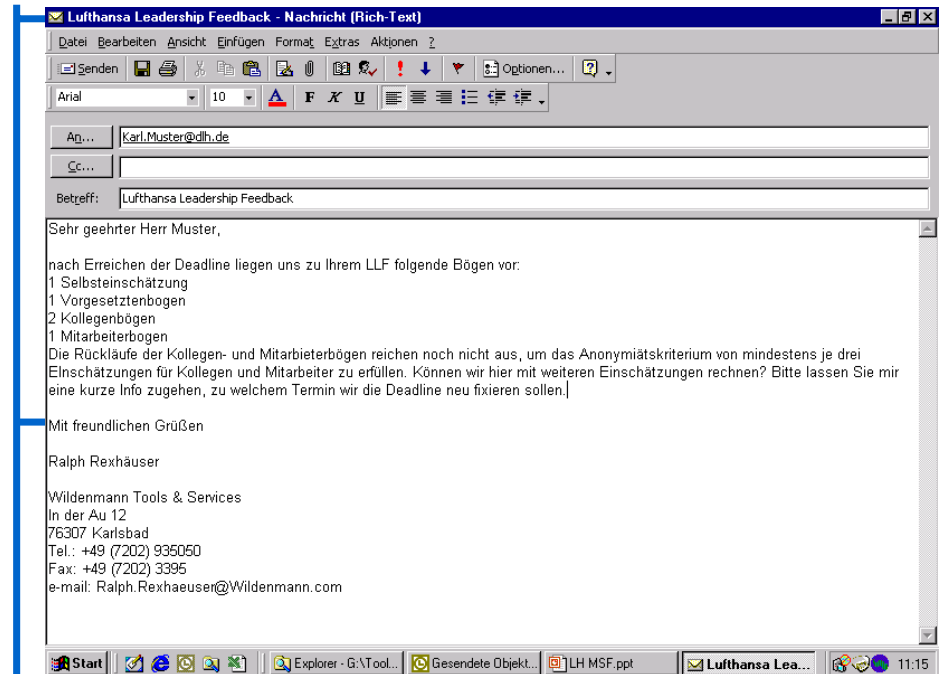 Lufthansa Leadership Feedback - Nachricht (Rich-Text)
Datei Bearbeiten Ansicht Einfügen Format Extras Aktionen ?
Senden Optionen...
Arial 10 A F K U
An... Karl.Muster@dlh.de
Cc...
Betreff: Lufthansa Leadership Feedback
Sehr geehrter Herr Muster,
nach Erreichen der Deadline liegen uns zu Ihrem LLF folgende Bögen vor:
1 Selbsteinschätzung
1 Vorgesetztenbogen
2 Kollegenbögen
1 Mitarbeiterbogen
Die Rückläufe der Kollegen- und Mitarbieterbögen reichen noch nicht aus, um das Anonymiätskriterium von mindestens je drei
EInschätzungen für Kollegen und Mitarbeiter zu erfüllen. Können wir hier mit weiteren Einschätzungen rechnen? Bitte lassen Sie mir
eine kurze Info zugehen, zu welchem Termin wir die Deadline neu fixieren sollen.
Mit freundlichen Grüßen
Ralph Rexhäuser
Wildenmann Tools & Services
In der Au 12
76307 Karlsbad
Tel.: +49 (7202) 935050
Fax: +49 (7202) 3395
e-mail: Ralph.Rexhaeuser@Wildenmann.com
Start Explorer - G:\Tool... Gesendete Objekt... LH MSF.ppt Lufthansa Lea... 11:15